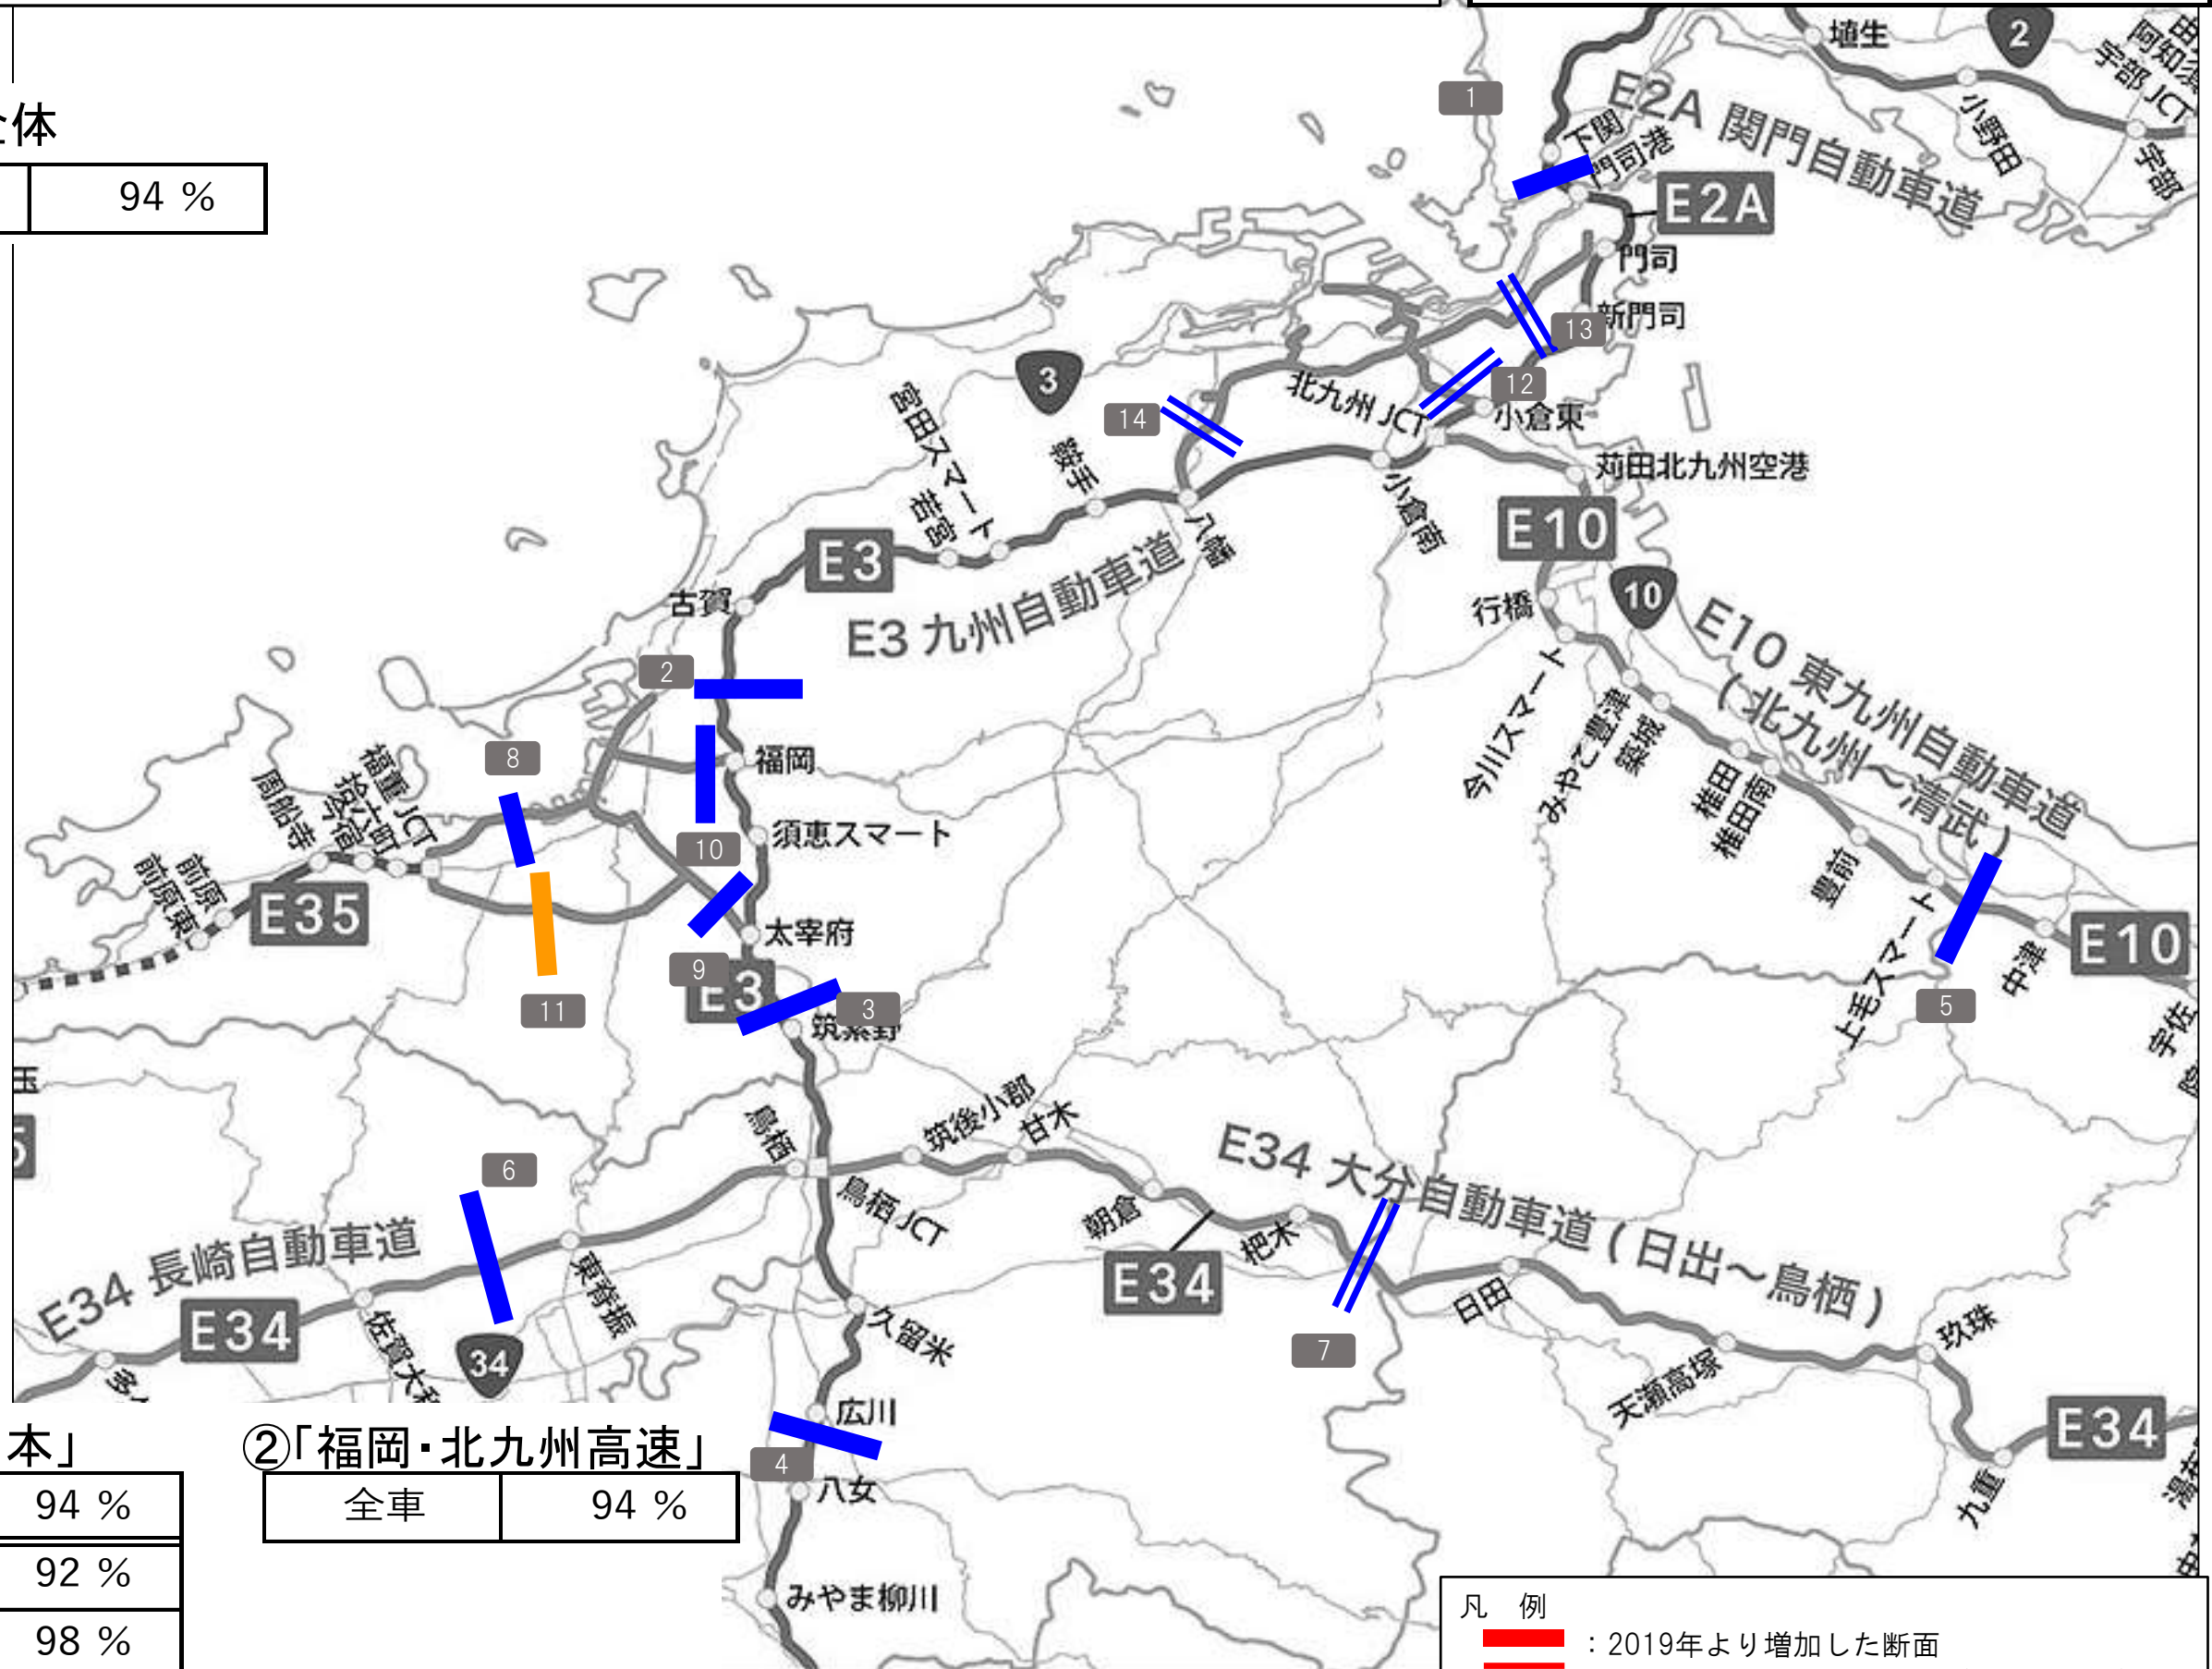 全体
94 %
1
2
埴生
小野田
宇部 JCT
宇部
下関
門司港
E2A 関門自動車道
E2A
門司
新門司
13
12
14
3
北九州 JCT
小倉東
苅田北九州空港
小倉南
八幡
鞍手
宮田スマート
若宮
E3
E3 九州自動車道
古賀
E10
行橋
10
E10 東九州自動車道
(北九州～清武)
今川スマート
みやこ豊津
築城
椎田
椎田南
豊前
上毛スマート
中津
E10
宇佐
5
2
福岡
8
10
須恵スマート
福重 JCT
拾六町
今宿
周船寺
前原
前原東
E35
太宰府
9
E3
3
筑紫野
11
玉
5
鳥栖
筑後小郡
甘木
鳥栖 JCT
朝倉
杷木
E34 大分自動車道 ( 日出～鳥栖 )
E34
日田
天瀬高塚
玖珠
九重
E34
7
6
E34 長崎自動車道
E34
東脊振
佐賀大和
34
久留米
広川
4
八女
みやま柳川
本」
94 %
92 %
98 %
②「福岡・北九州高速」
全車
94 %
凡 例
：2019年より増加した断面